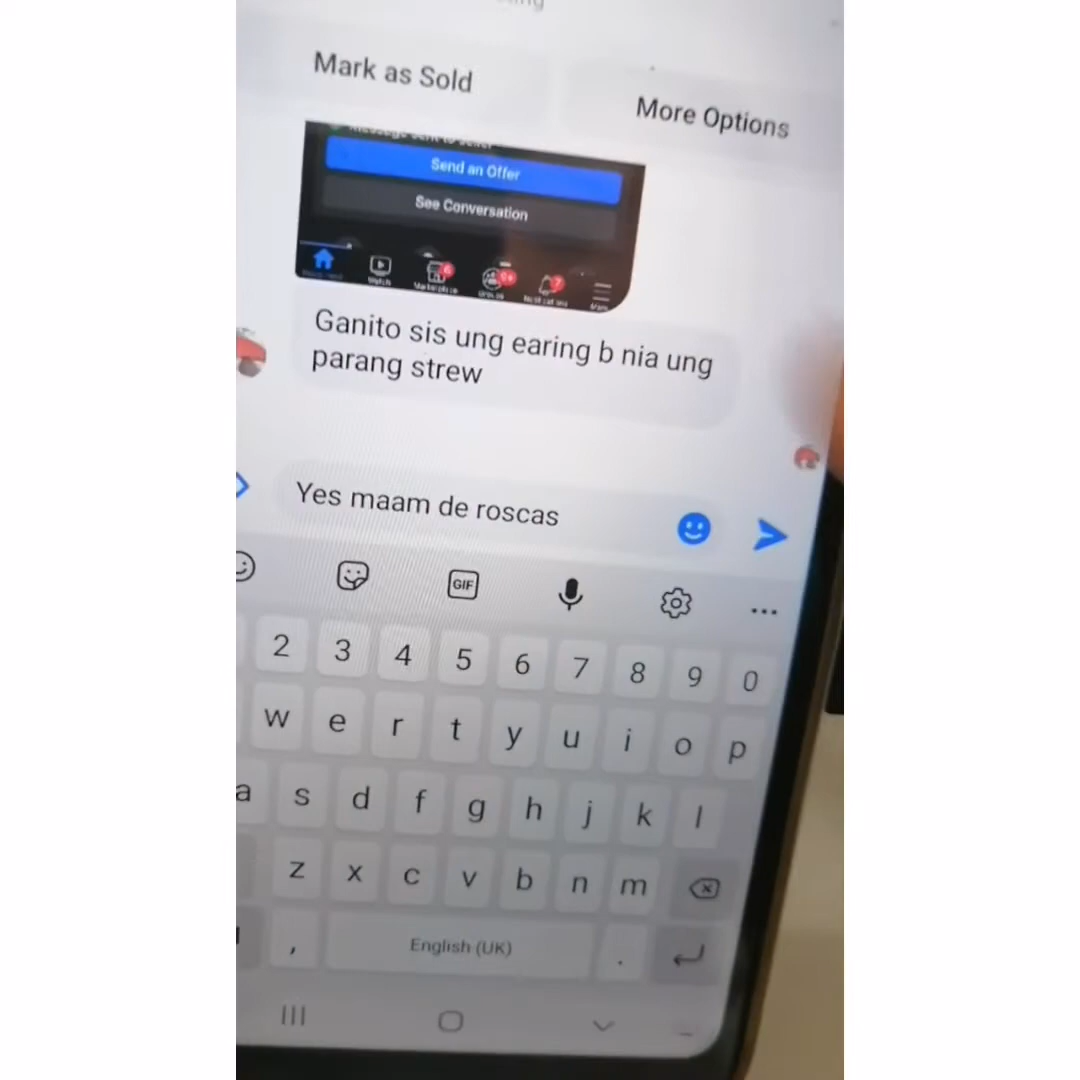 Mark as Sold
More Options
Send an Offer
See Conversation
Ganito sis ung earing b nia ung
parang strew
Yes maam de roscas
GIF
2 3 4 5 6 7 8 9 0
w e r t y u i o p
a s d f g h j k l
z x c v b n m
, English (UK) .